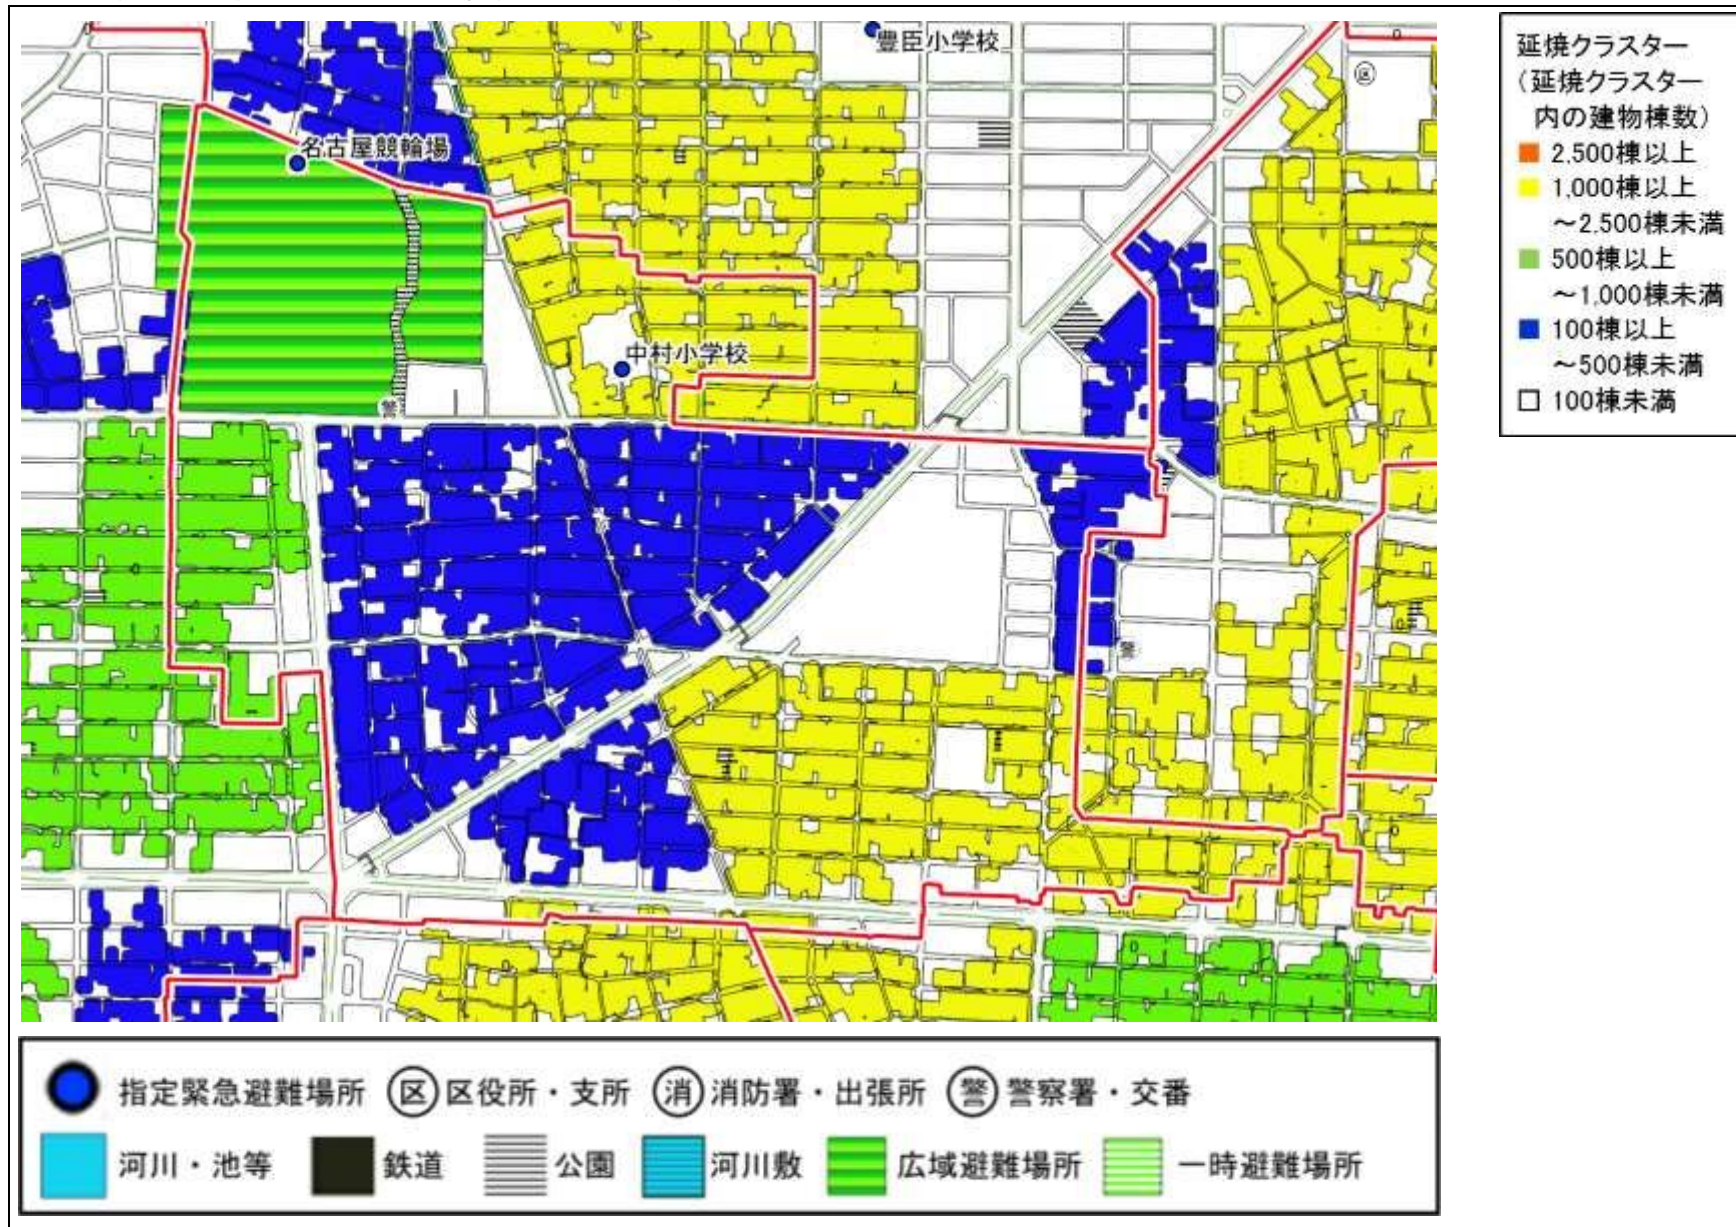 豊臣小学校
区
名古屋競輪場
中村小学校
警
警
延焼クラスター
(延焼クラスター
内の建物棟数)
2,500棟以上
1,000棟以上
~2,500棟未満
500棟以上
~1,000棟未満
100棟以上
~500棟未満
100棟未満
指定緊急避難場所 区 区役所・支所 消 消防署・出張所 警 警察署・交番
河川・池等 鉄道 公園 河川敷 広域避難場所 一時避難場所